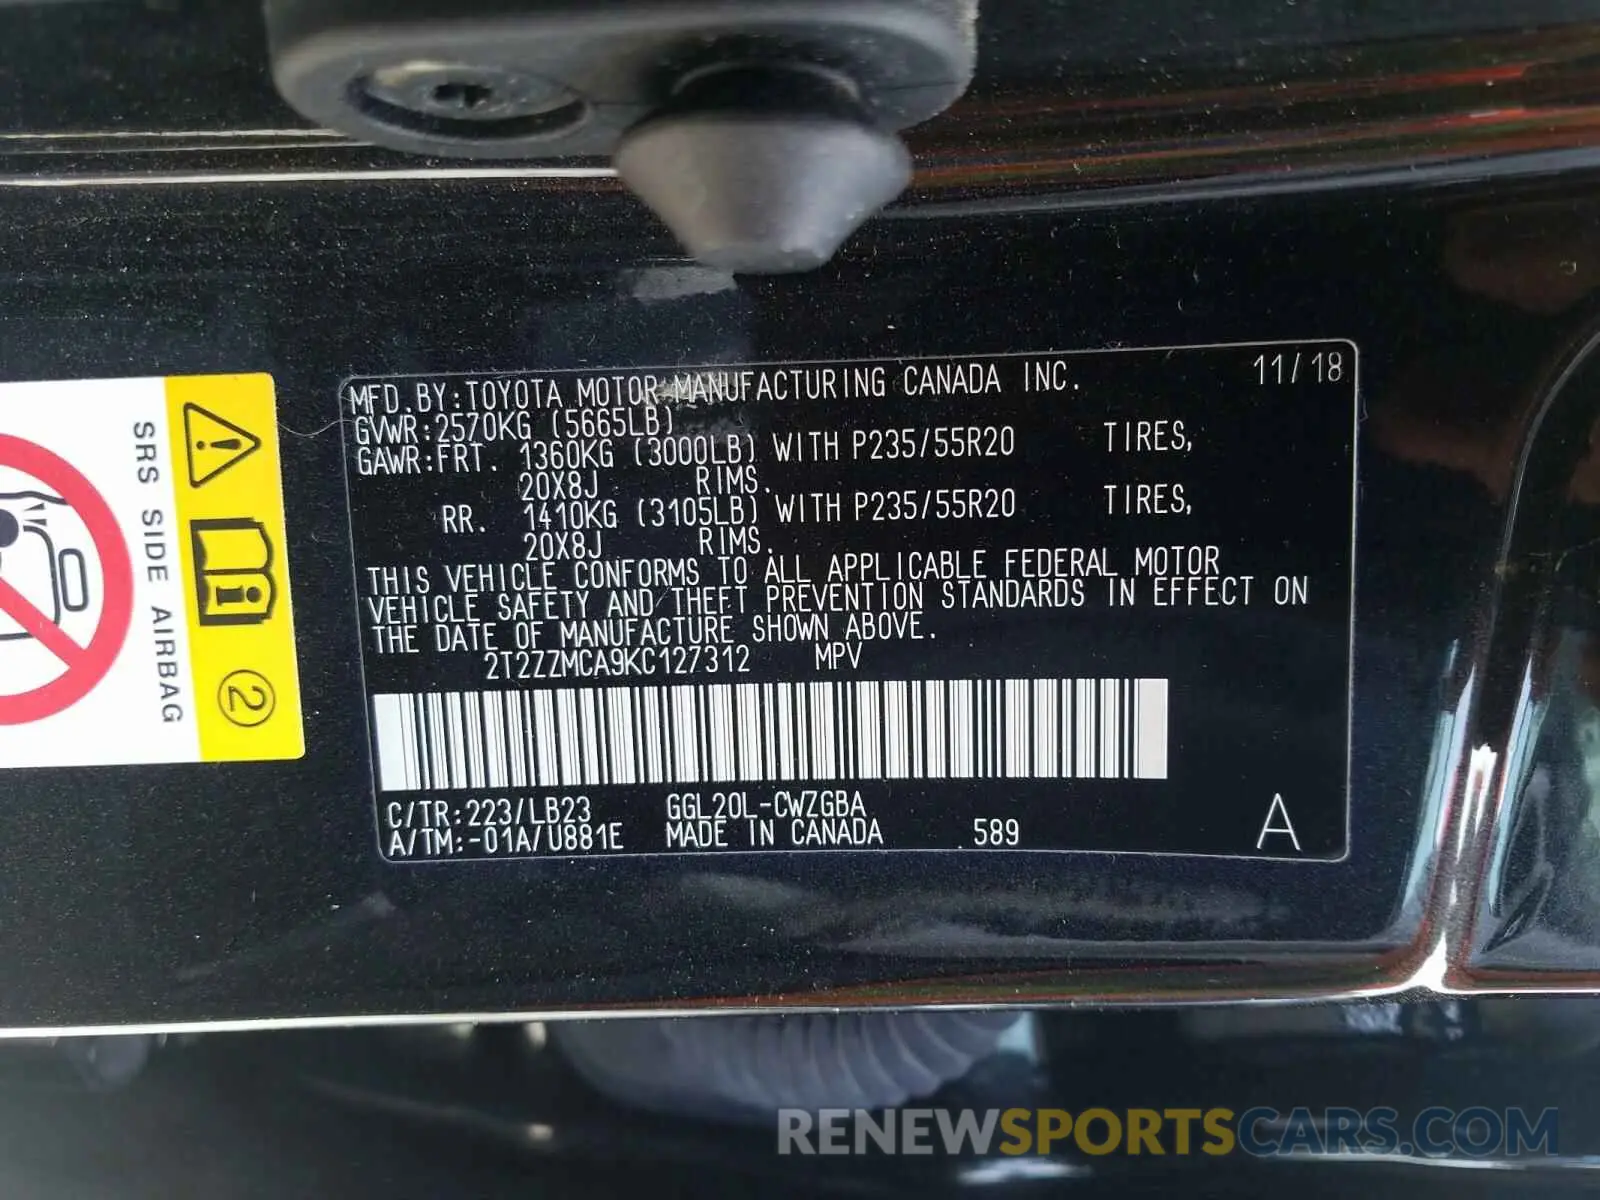 MFD.BY:TOYOTA MOTOR MANUFACTURING CANADA INC. 11/18
GVWR:2570KG (5665LB)
GAWR:FRT. 1360KG (3000LB) WITH P235/55R20 TIRES,
20X8J RIMS.
RR. 1410KG (3105LB) WITH P235/55R20 TIRES,
20X8J RIMS.
THIS VEHICLE CONFORMS TO ALL APPLICABLE FEDERAL MOTOR
VEHICLE SAFETY AND THEFT PREVENTION STANDARDS IN EFFECT ON
THE DATE OF MANUFACTURE SHOWN ABOVE.
2T2ZZMCA9KC127312 MPV
C/TR:223/LB23 GGL20L-CWZGBA
A/TM:-01A/U881E MADE IN CANADA 589 A
SRS SIDE AIRBAG
2
RENEWSPORTSCARS.COM